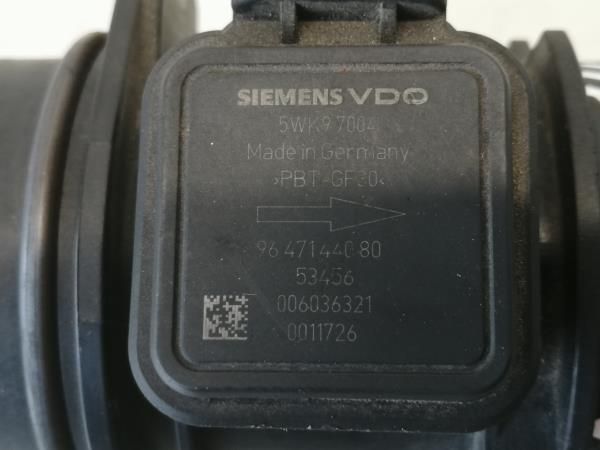 SIEMENS VDO
5WK9 7004
Made in Germany
>PBT-GF30<
96 471 440 80
53456
006036321
0011726